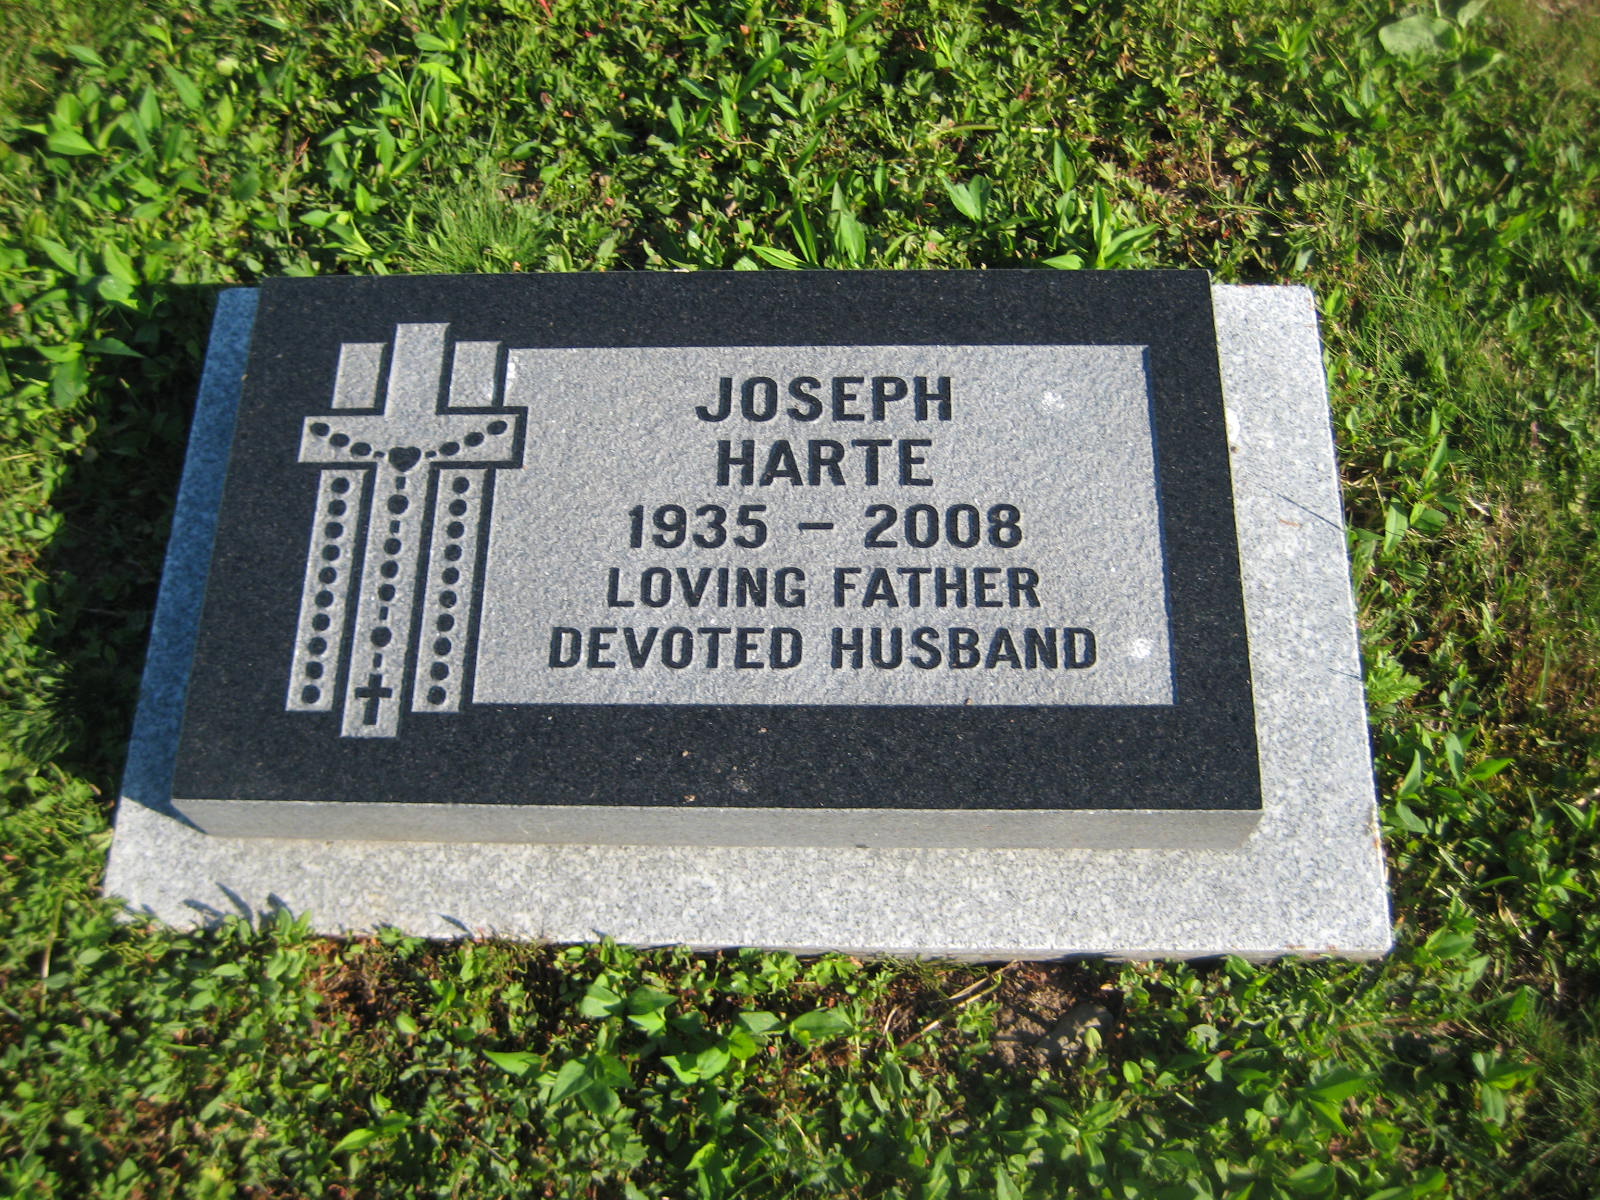 JOSEPH
HARTE
1935 – 2008
LOVING FATHER
DEVOTED HUSBAND